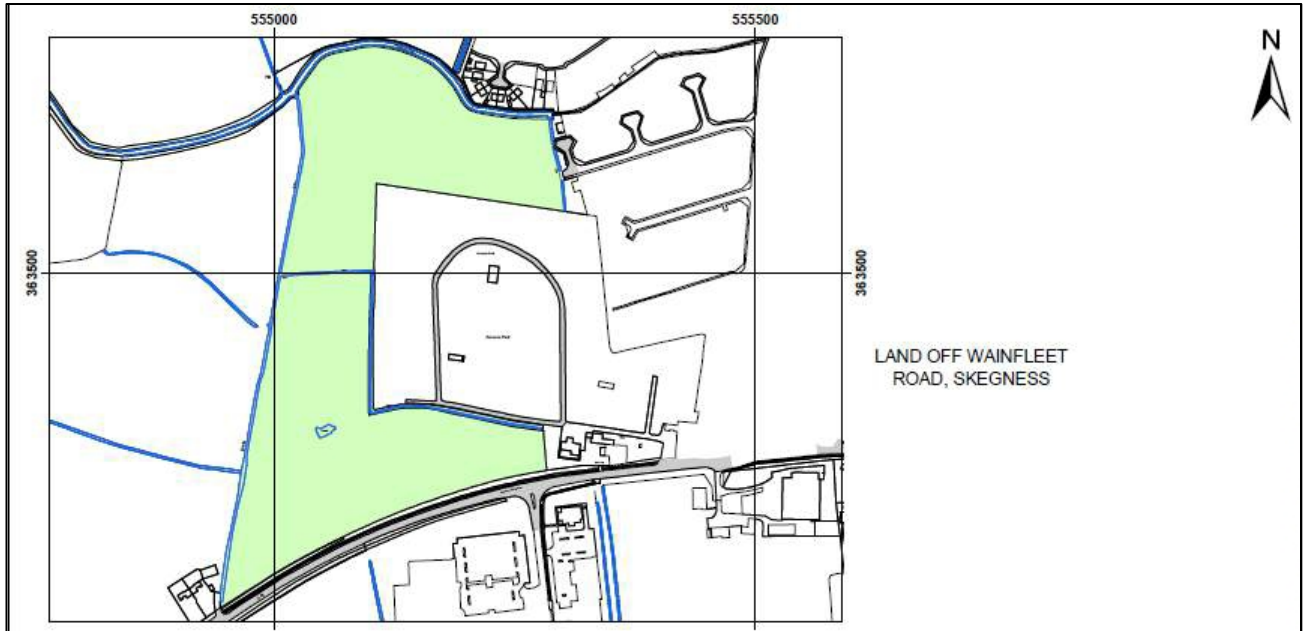 555000
555500
N
363500
363500
LAND OFF WAINFLEET
ROAD, SKEGNESS